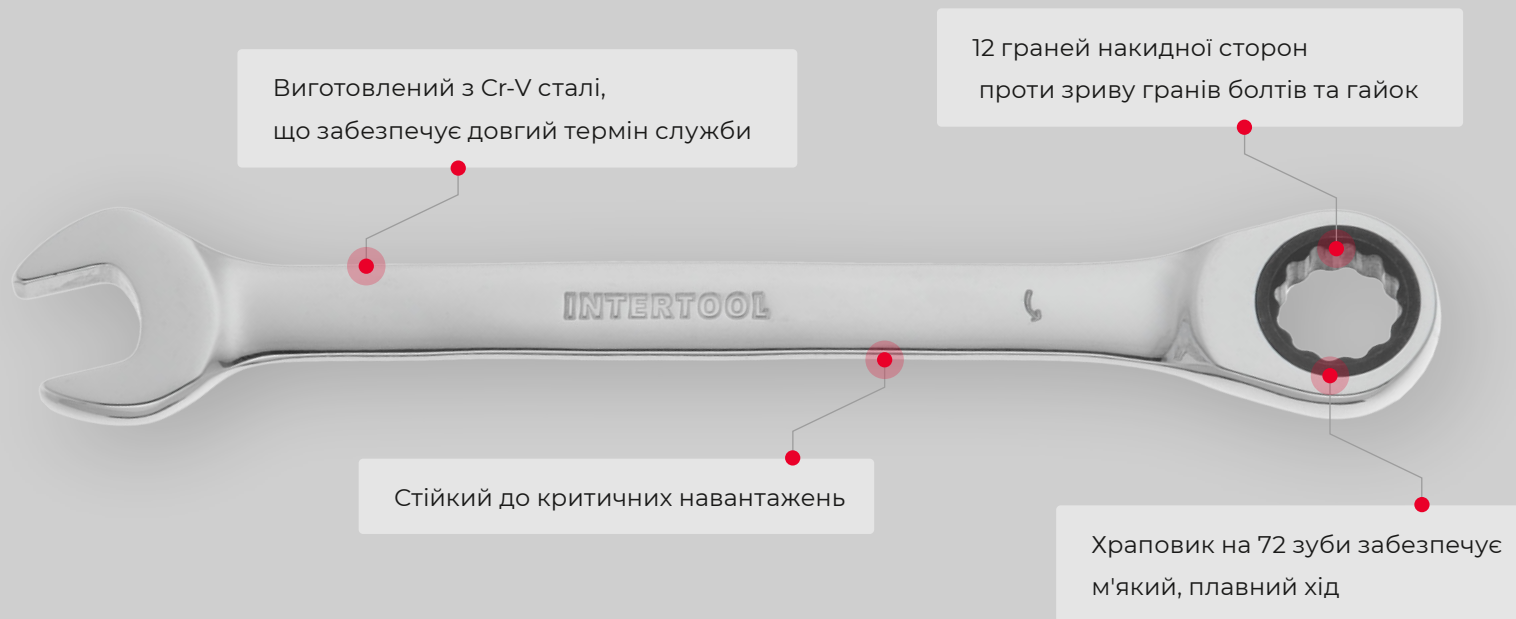 12 граней накидної сторон
проти зриву гранів болтів та гайок
Виготовлений з Cr-V сталі,
що забезпечує довгий термін служби
INTERTOOL
Стійкий до критичних навантажень
Храповик на 72 зуби забезпечує
м'який, плавний хід